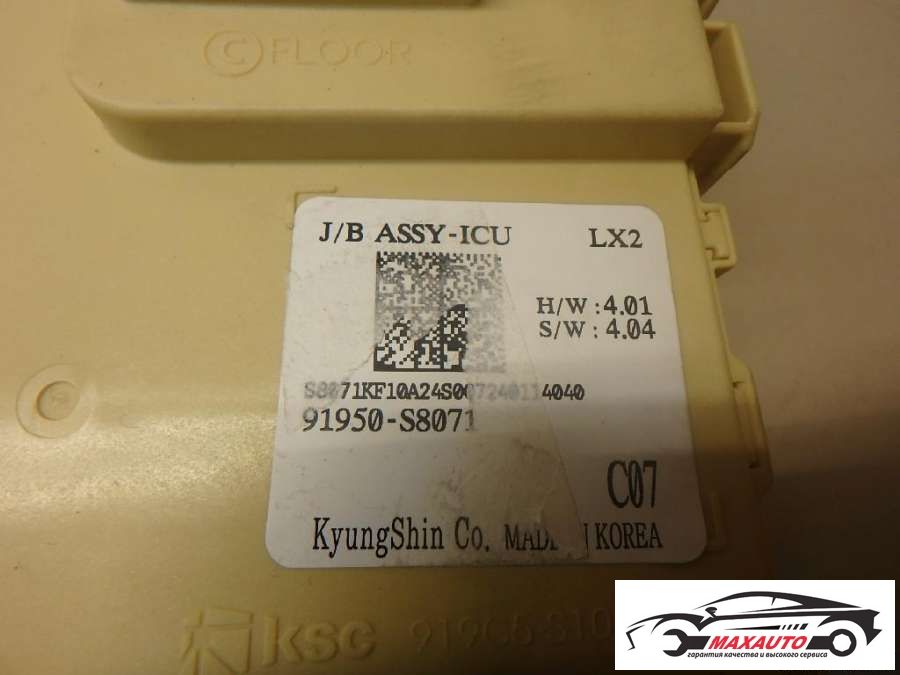 © FLOOR
J/B ASSY-ICU LX2
H/W : 4.01
S/W : 4.04
91950-S8071
C07
KyungShin Co. KOREA
KSC
MAXAUTO
гарантия качества и высокого сервиса